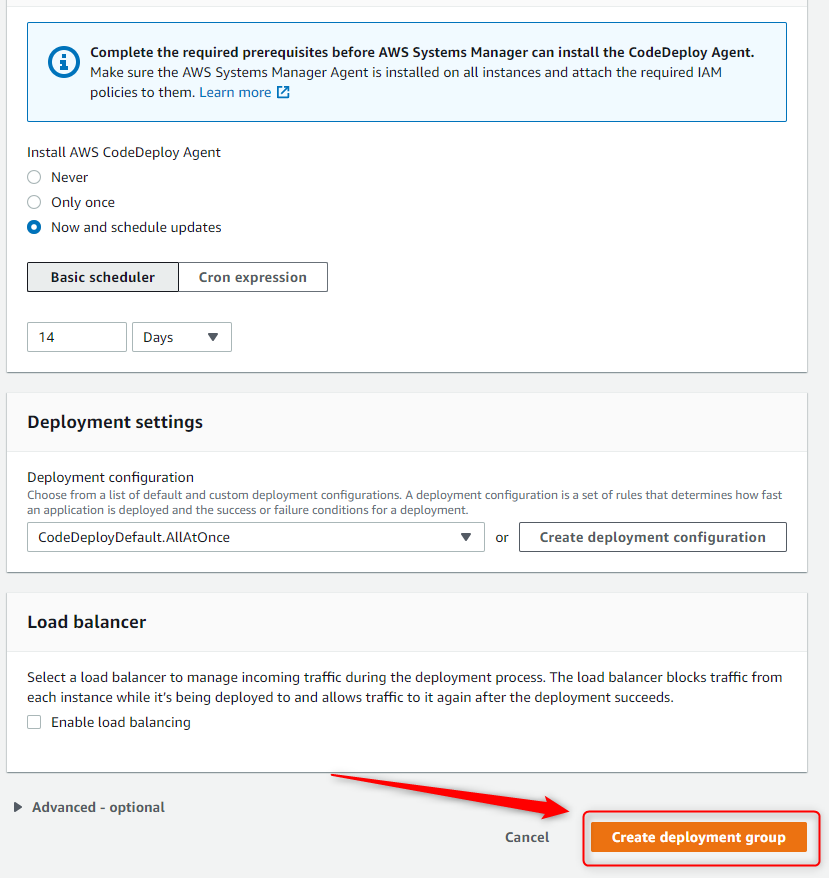 Complete the required prerequisites before AWS Systems Manager can install the CodeDeploy Agent.
Make sure the AWS Systems Manager Agent is installed on all instances and attach the required IAM
policies to them. Learn more
Install AWS CodeDeploy Agent
Never
Only once
Now and schedule updates
Basic scheduler Cron expression
14 Days
Deployment settings
Deployment configuration
Choose from a list of default and custom deployment configurations. A deployment configuration is a set of rules that determines how fast
an application is deployed and the success or failure conditions for a deployment.
CodeDeployDefault.AllAtOnce or Create deployment configuration
Load balancer
Select a load balancer to manage incoming traffic during the deployment process. The load balancer blocks traffic from
each instance while it's being deployed to and allows traffic to it again after the deployment succeeds.
Enable load balancing
Advanced - optional
Cancel Create deployment group